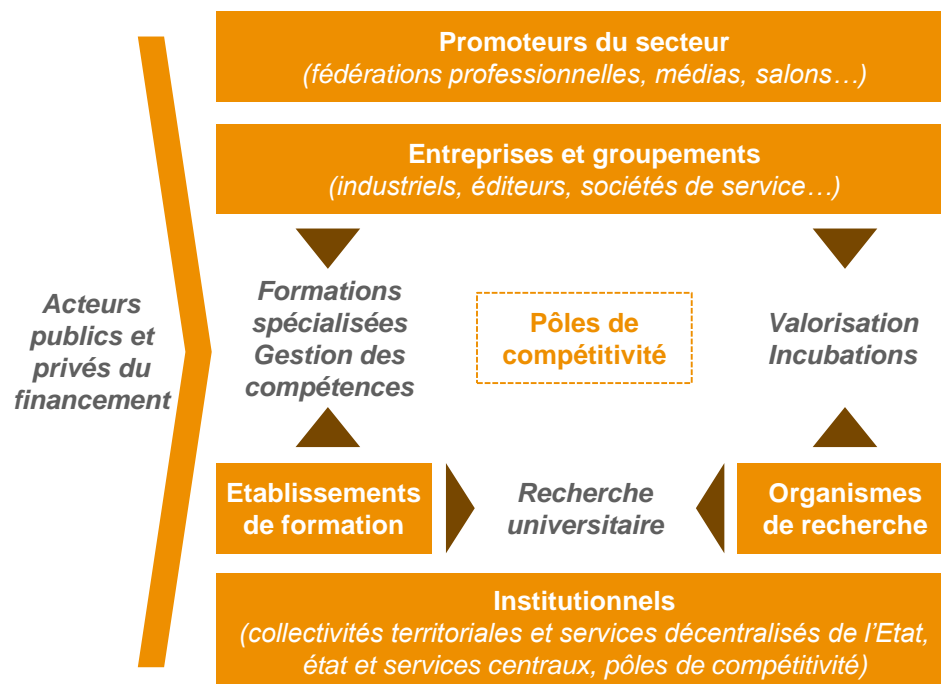 Promoteurs du secteur
(fédérations professionnelles, médias, salons…)
Entreprises et groupements
(industriels, éditeurs, sociétés de service…)
Acteurs
publics et
privés du
financement
Formations
spécialisées
Gestion des
compétences
Pôles de
compétitivité
Valorisation
Incubations
Etablissements
de formation
Recherche
universitaire
Organismes
de recherche
Institutionnels
(collectivités territoriales et services décentralisés de l’Etat,
état et services centraux, pôles de compétitivité)